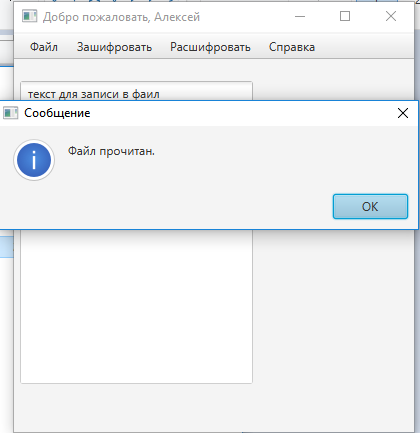 Добро пожаловать, Алексей
Файл Зашифровать Расшифровать Справка
текст для записи в фаил
Сообщение
Файл прочитан.
OK